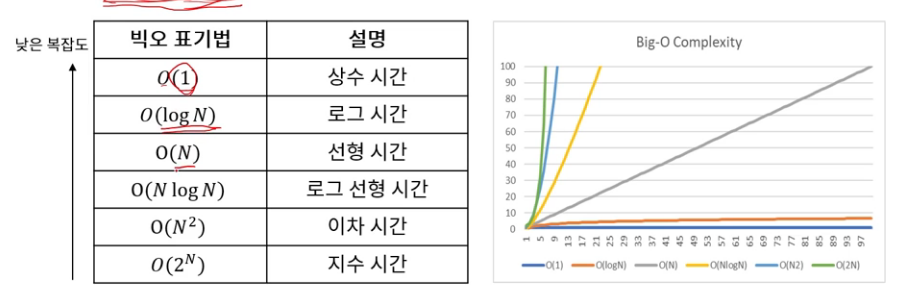 낮은 복잡도
빅오 표기법 설명
O(1) 상수 시간
O(log N) 로그 시간
O(N) 선형 시간
O(N log N) 로그 선형 시간
O(N²) 이차 시간
O(2ᴺ) 지수 시간
Big-O Complexity
100
90
80
70
60
50
40
30
20
10
0
1 5 9 13 17 21 25 29 33 37 41 45 49 53 57 61 65 69 73 77 81 85 89 93 97
O(1) O(logN) O(N) O(NlogN) O(N2) O(2N)